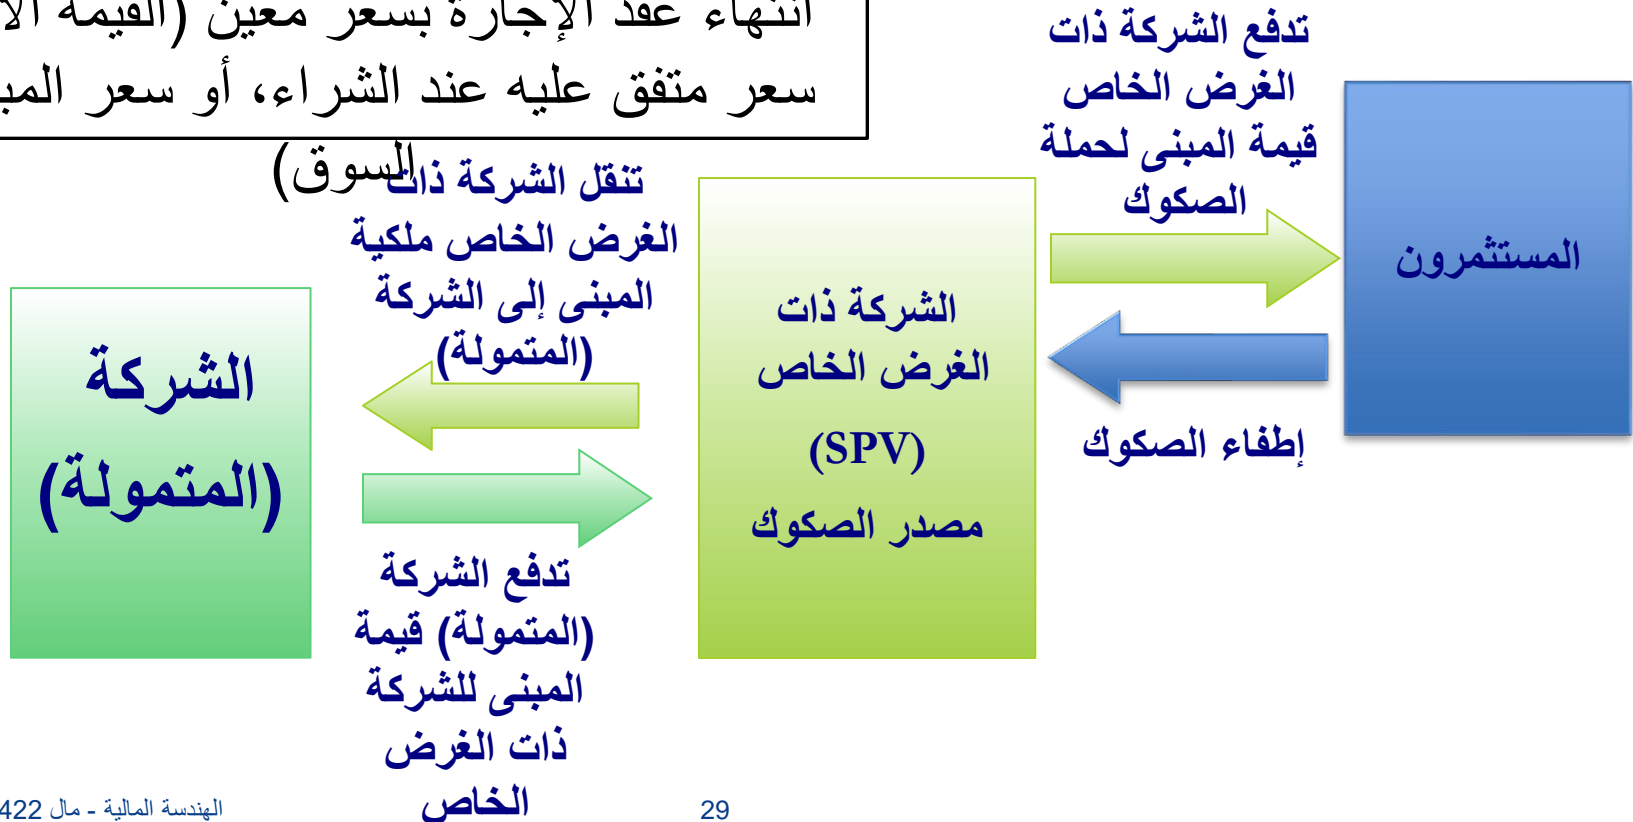 انتهاء عقد الإجارة بسعر معين (القيمة
سعر متفق عليه عند الشراء، أو سعر
السوق)
تدفع الشركة ذات
الغرض الخاص
قيمة المبنى لحملة
الصكوك
المستثمرون
إطفاء الصكوك
الشركة ذات
الغرض الخاص
(SPV)
مصدر الصكوك
تنقل الشركة ذات
الغرض الخاص ملكية
المبنى إلى الشركة
(المتمولة)
الشركة
(المتمولة)
تدفع الشركة
(المتمولة) قيمة
المبنى للشركة
ذات الغرض
الخاص
29
الهندسة المالية - مال 422